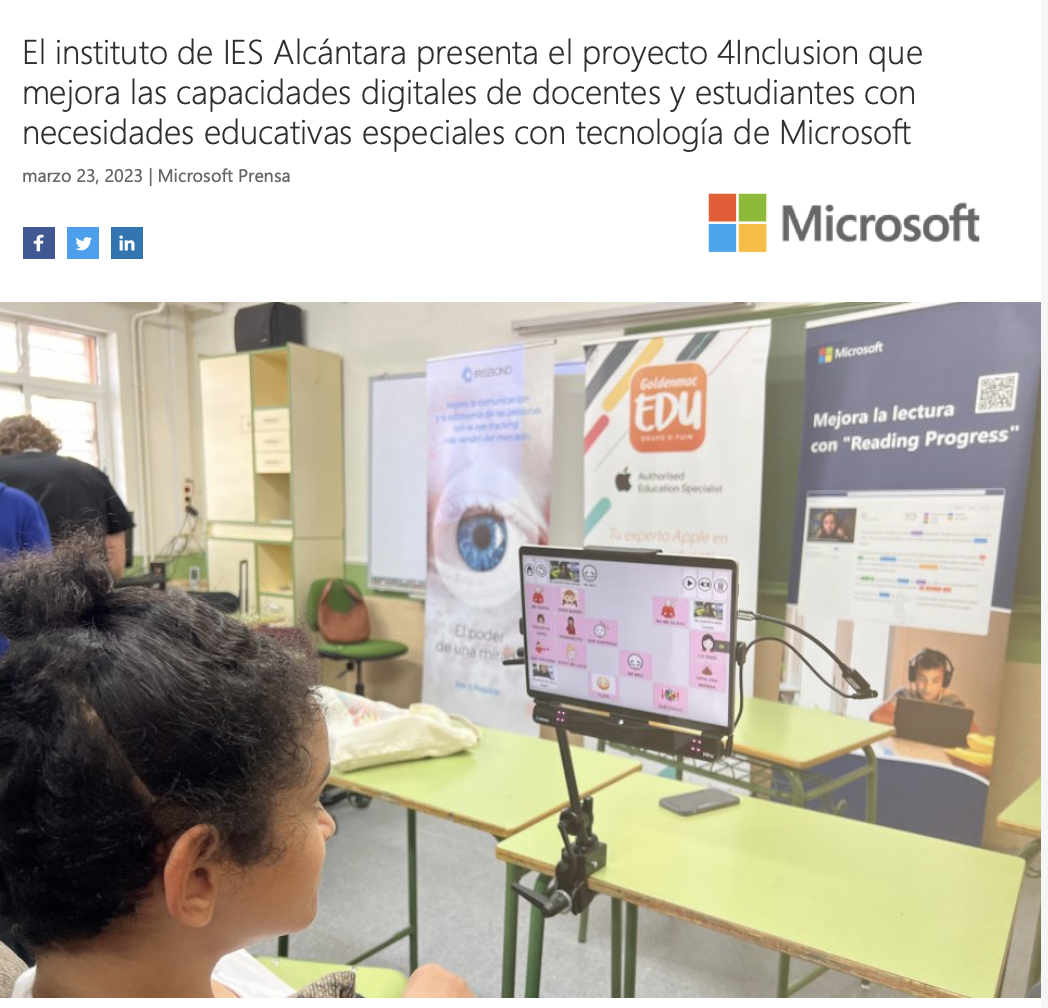 El instituto de IES Alcántara presenta el proyecto 4Inclusion que
mejora las capacidades digitales de docentes y estudiantes con
necesidades educativas especiales con tecnología de Microsoft
marzo 23, 2023 | Microsoft Prensa
f
in
Microsoft
IRISBOND
Mejora la comunicación
y la autonomía de las personas
con el eye tracking
más versátil del mercado
El poder
de una
Goldenmac
EDU
GRUPO K-TUIN
Authorised
Education Specialist
Tu experto Apple en
Microsoft
Mejora la lectura
con "Reading Progress"